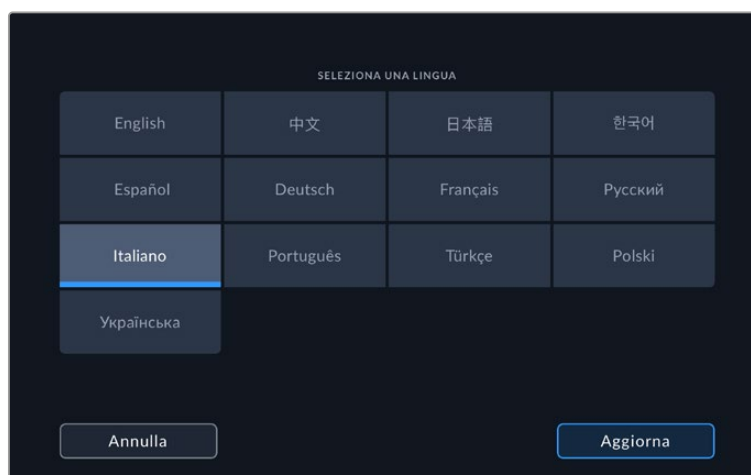 SELEZIONA UNA LINGUA
English 中文 日本語 한국어
Español Deutsch Français Русский
Italiano Português Türkçe Polski
Українська
Annulla Aggiorna